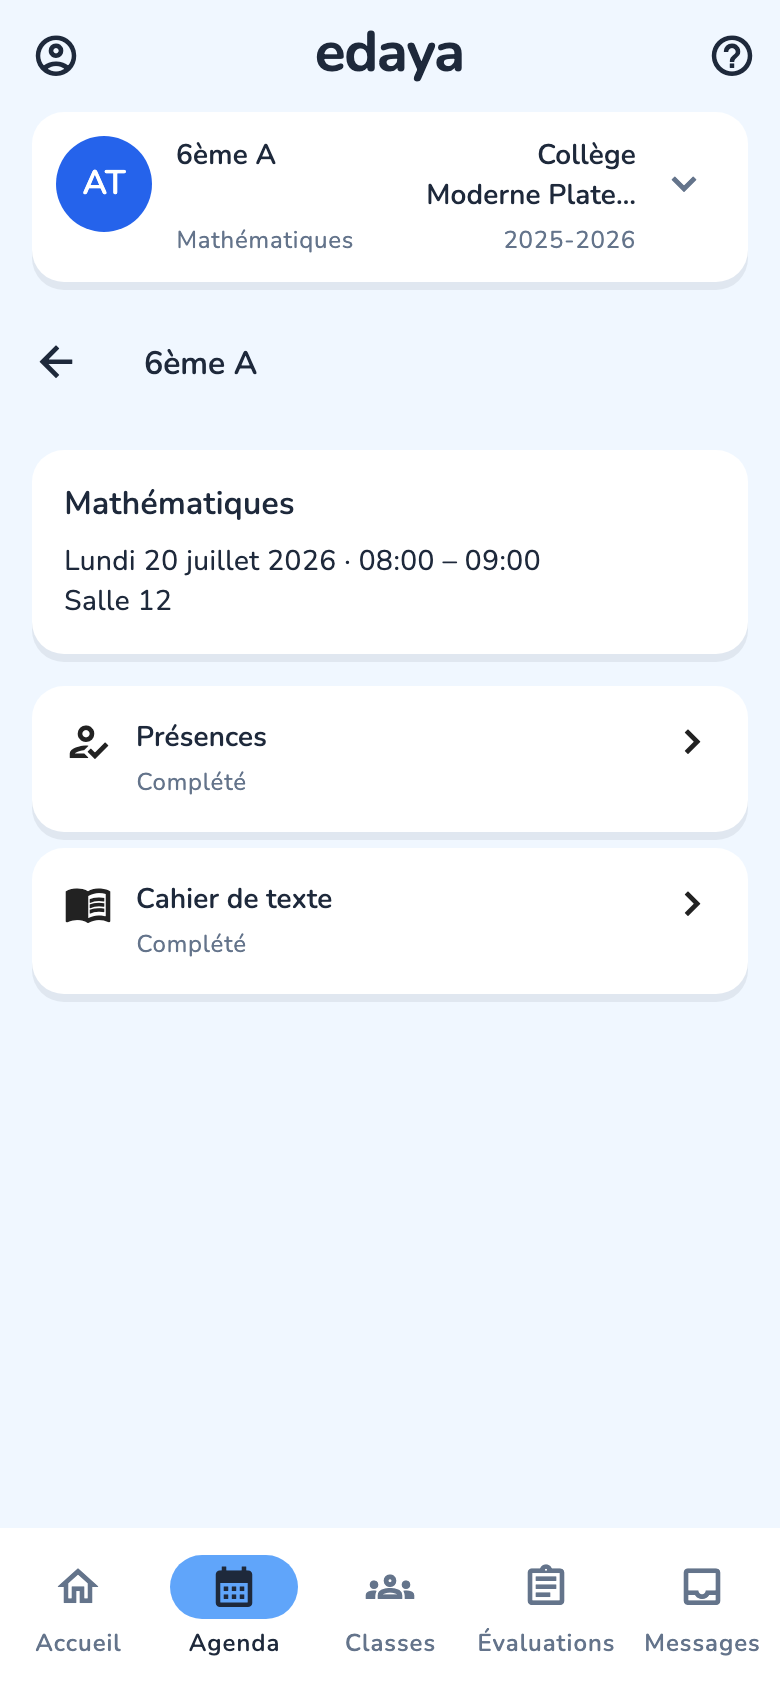 edaya
AT
6ème A
Collège
Moderne Plate...
Mathématiques
2025-2026
6ème A
Mathématiques
Lundi 20 juillet 2026 · 08:00 – 09:00
Salle 12
Présences
Complété
Cahier de texte
Complété
Accueil
Agenda
Classes
Évaluations
Messages